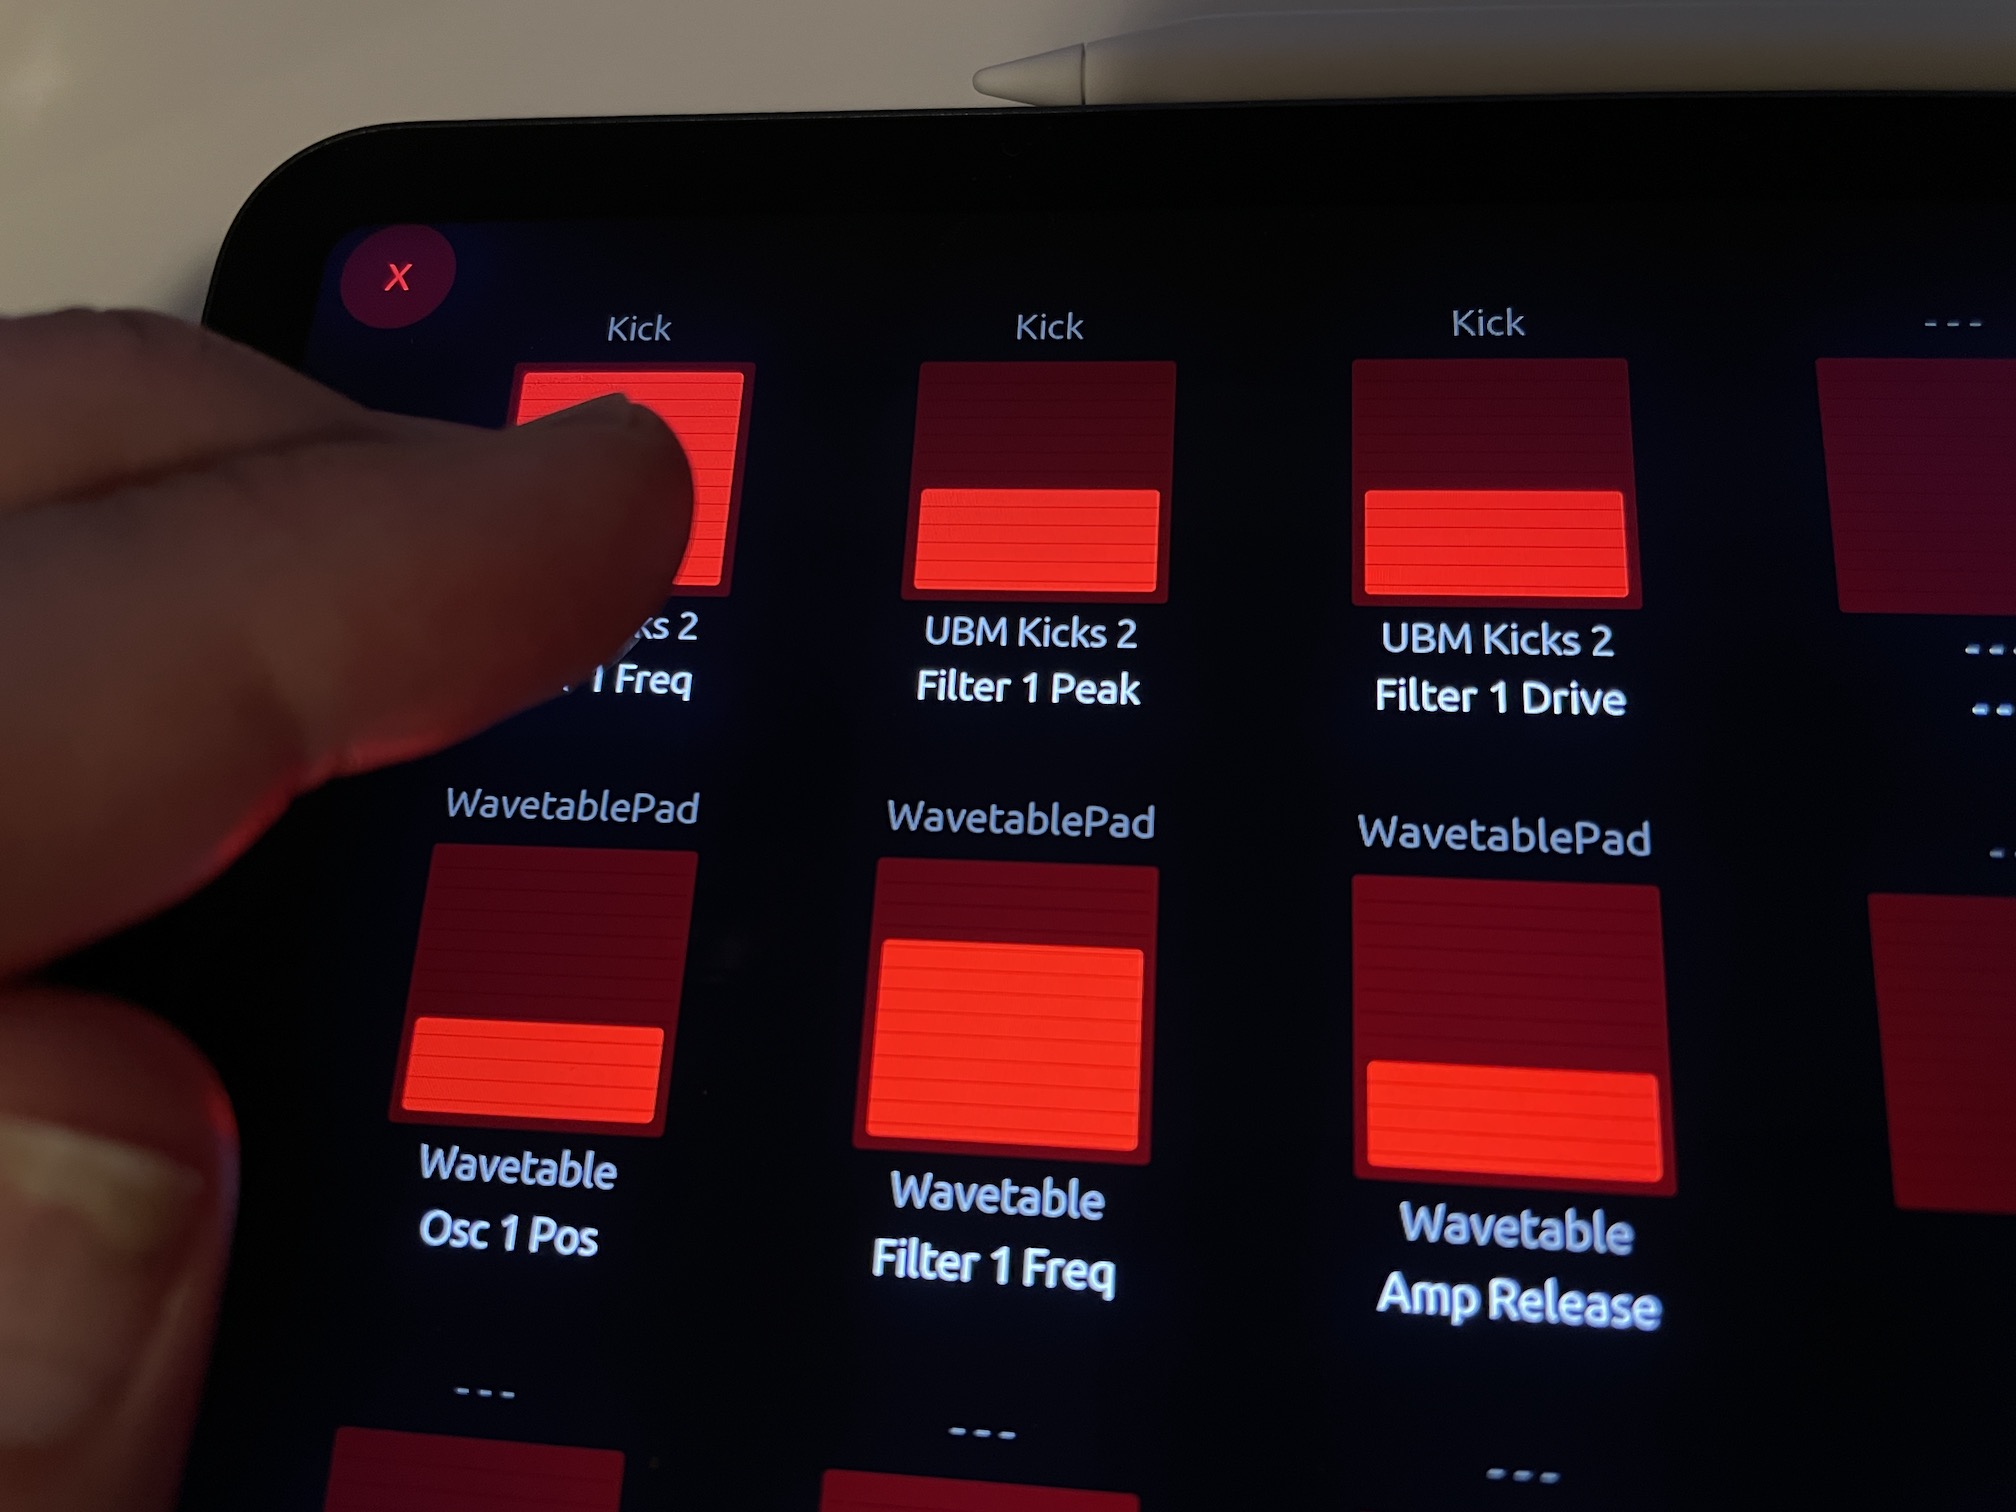 X
Kick
Kick
Kick
---
2
1 Freq
UBM Kicks 2
Filter 1 Peak
UBM Kicks 2
Filter 1 Drive
WavetablePad
WavetablePad
WavetablePad
Wavetable
Osc 1 Pos
Wavetable
Filter 1 Freq
Wavetable
Amp Release
---
---
---